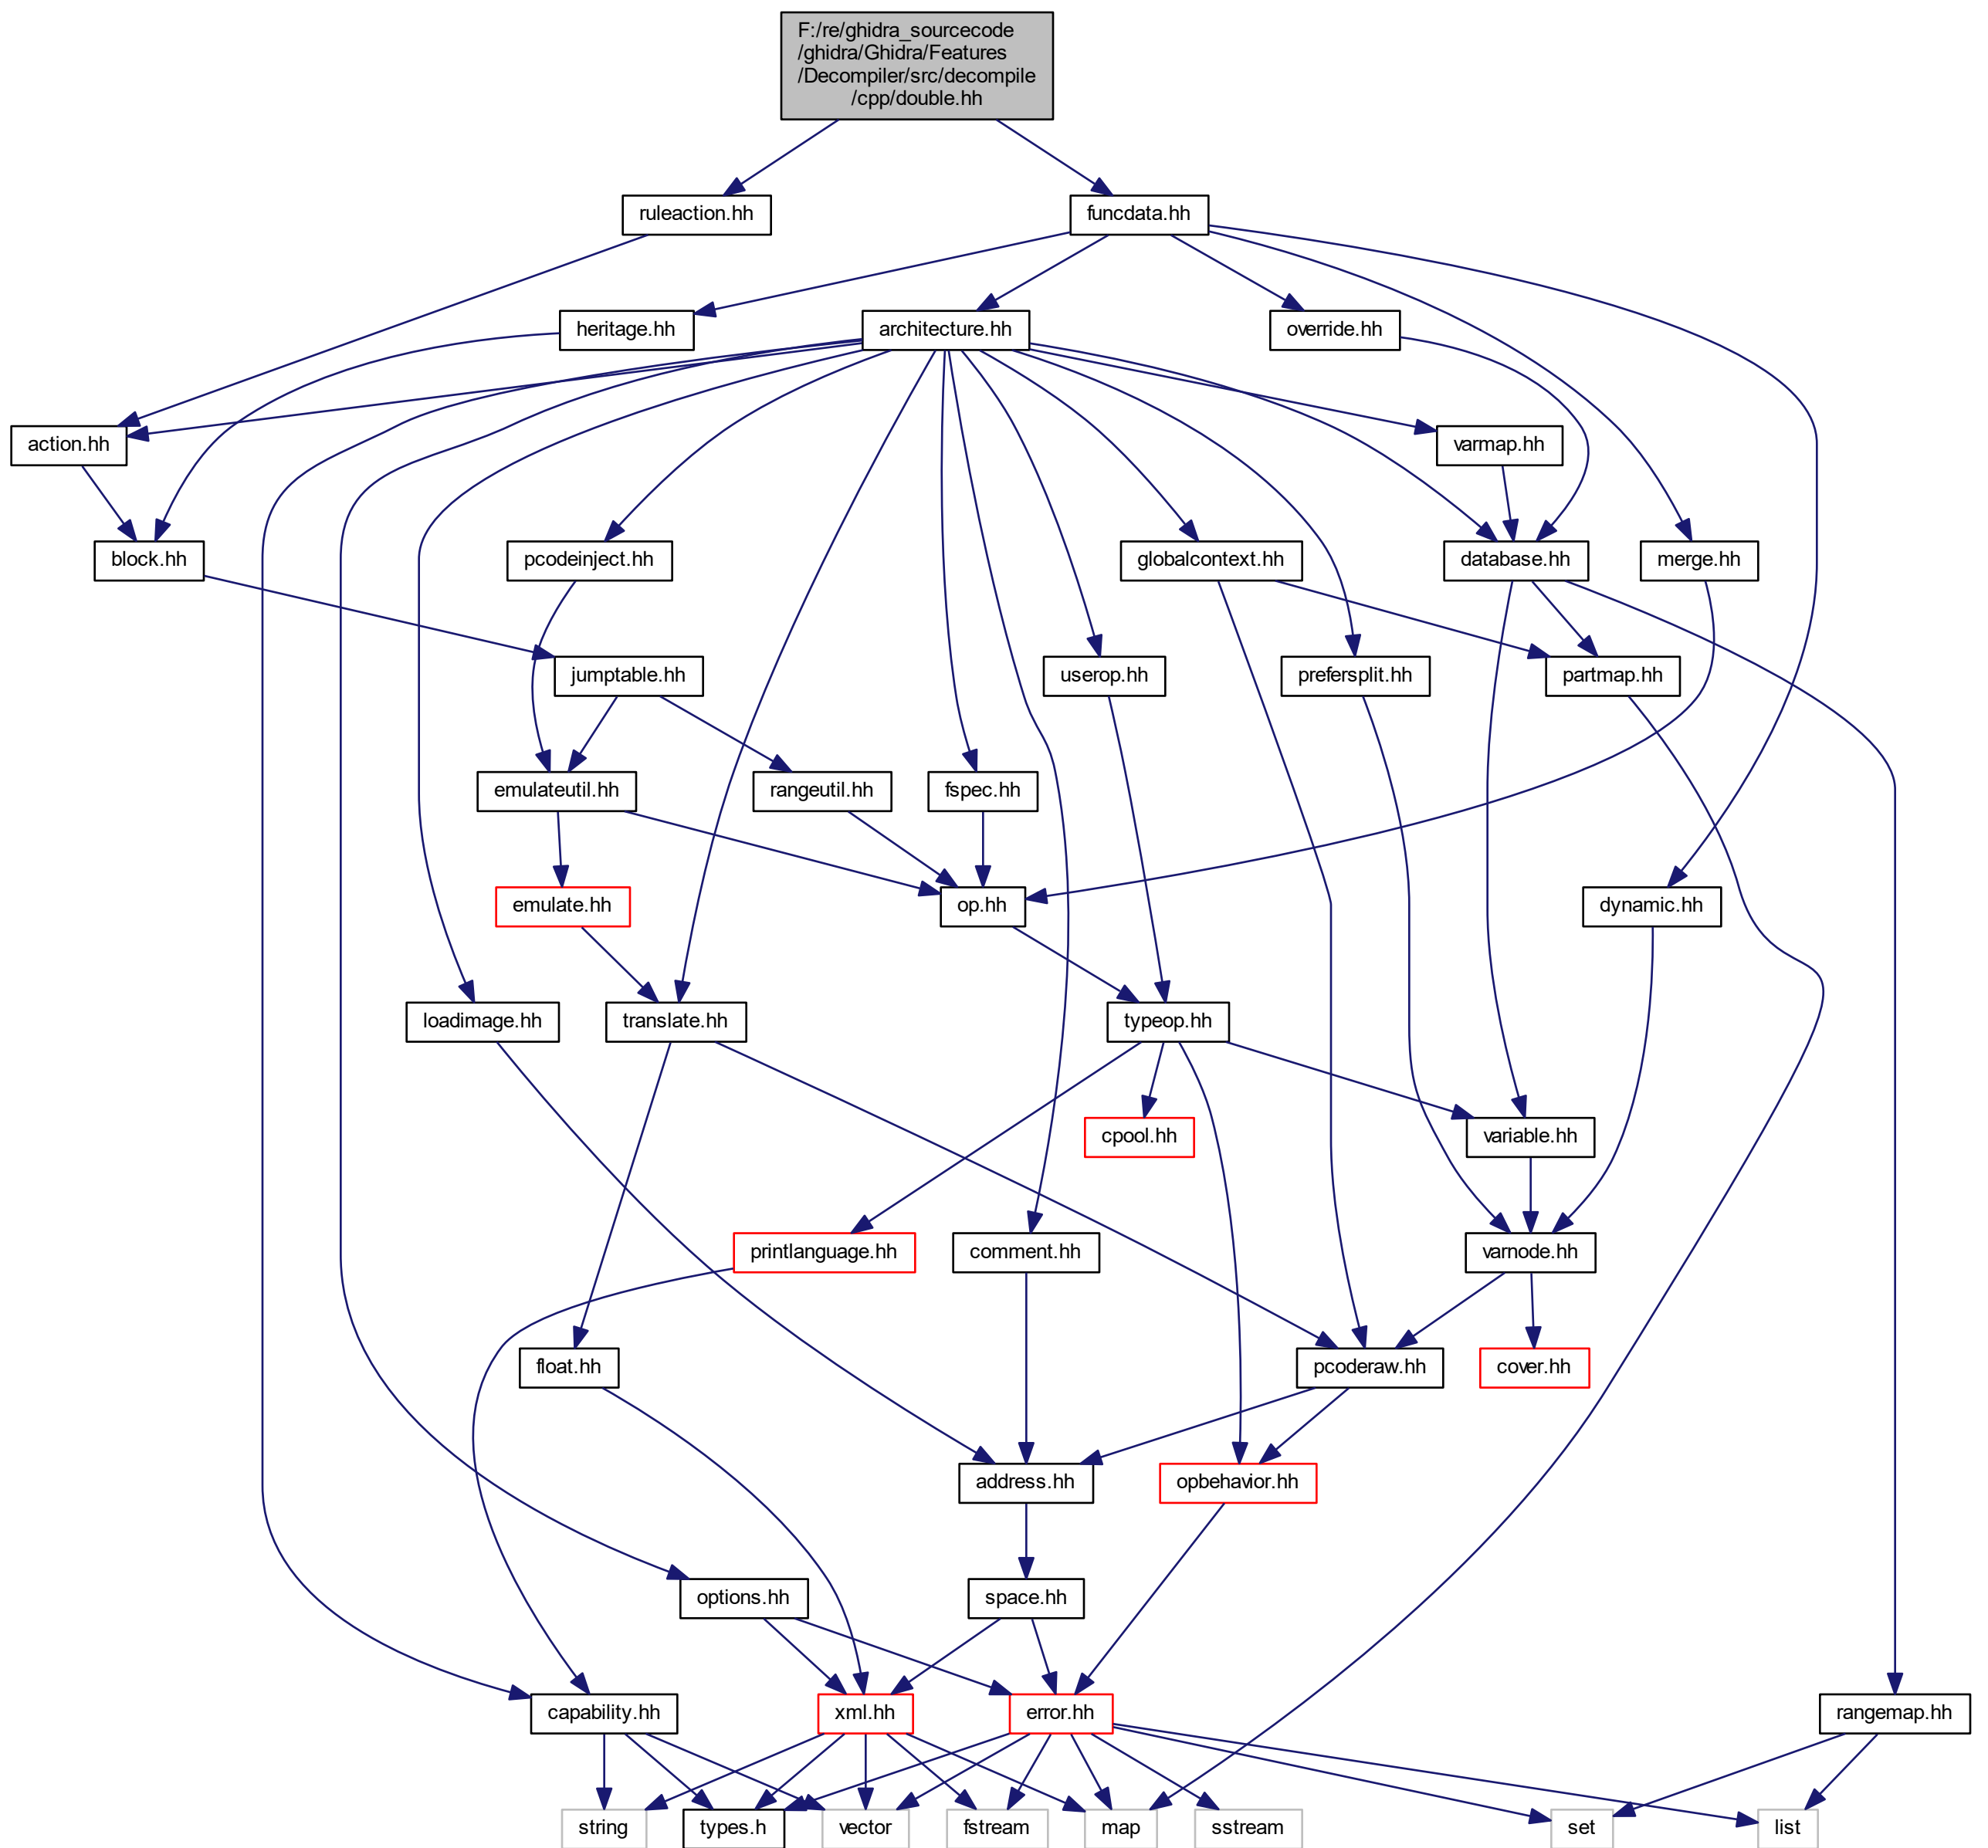 F:/re/ghidra_sourcecode
/ghidra/Ghidra/Features
/Decompiler/src/decompile
/cpp/double.hh
ruleaction.hh
funcdata.hh
heritage.hh
architecture.hh
override.hh
action.hh
varmap.hh
block.hh
pcodeinject.hh
globalcontext.hh
database.hh
merge.hh
jumptable.hh
userop.hh
prefersplit.hh
partmap.hh
emulateutil.hh
rangeutil.hh
fspec.hh
emulate.hh
op.hh
dynamic.hh
loadimage.hh
translate.hh
typeop.hh
cpool.hh
variable.hh
printlanguage.hh
comment.hh
varnode.hh
float.hh
pcoderaw.hh
cover.hh
address.hh
opbehavior.hh
options.hh
space.hh
capability.hh
xml.hh
error.hh
rangemap.hh
string
types.h
vector
fstream
map
sstream
set
list